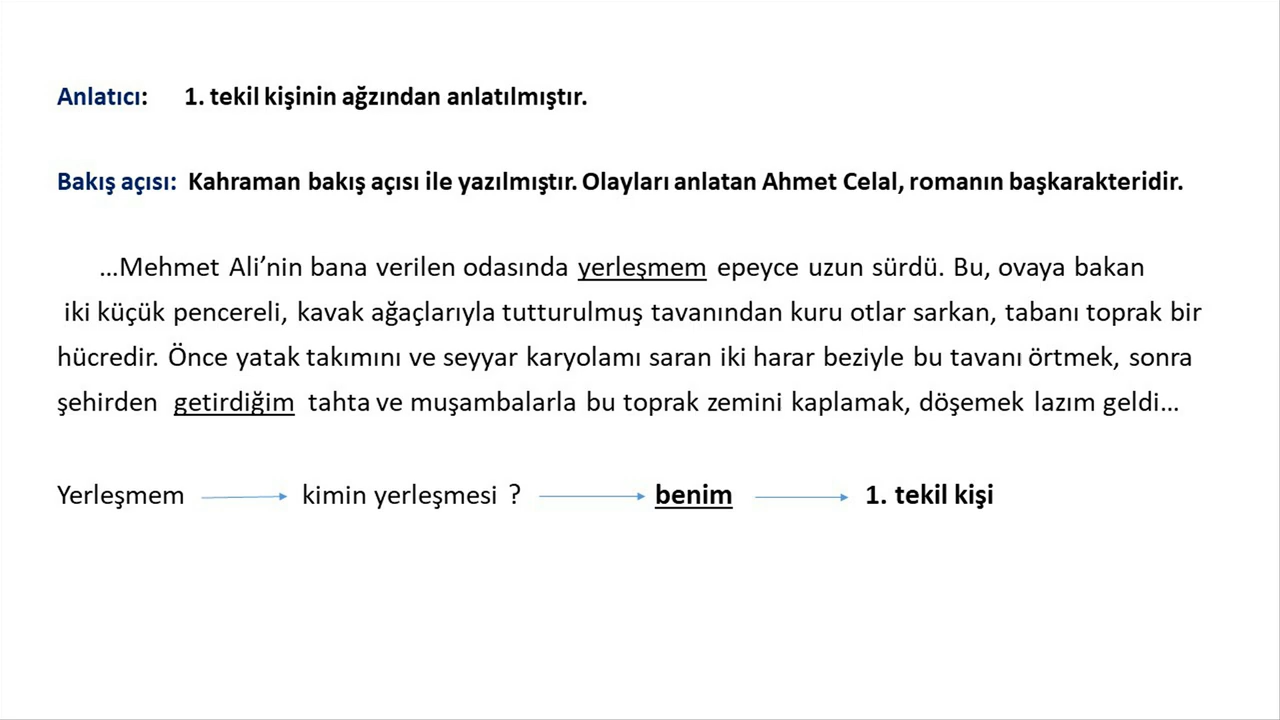 Anlatıcı: 1. tekil kişinin ağzından anlatılmıştır.
Bakış açısı: Kahraman bakış açısı ile yazılmıştır. Olayları anlatan Ahmet Celal, romanın başkarakteridir.
…Mehmet Ali’nin bana verilen odasında yerleşmem epeyce uzun sürdü. Bu, ovaya bakan
iki küçük pencereli, kavak ağaçlarıyla tutturulmuş tavanından kuru otlar sarkan, tabanı toprak bir
hücredir. Önce yatak takımını ve seyyar karyolamı saran iki harar beziyle bu tavanı örtmek, sonra
şehirden getirdiğim tahta ve muşambalarla bu toprak zemini kaplamak, döşemek lazım geldi…
Yerleşmem → kimin yerleşmesi ? → benim → 1. tekil kişi